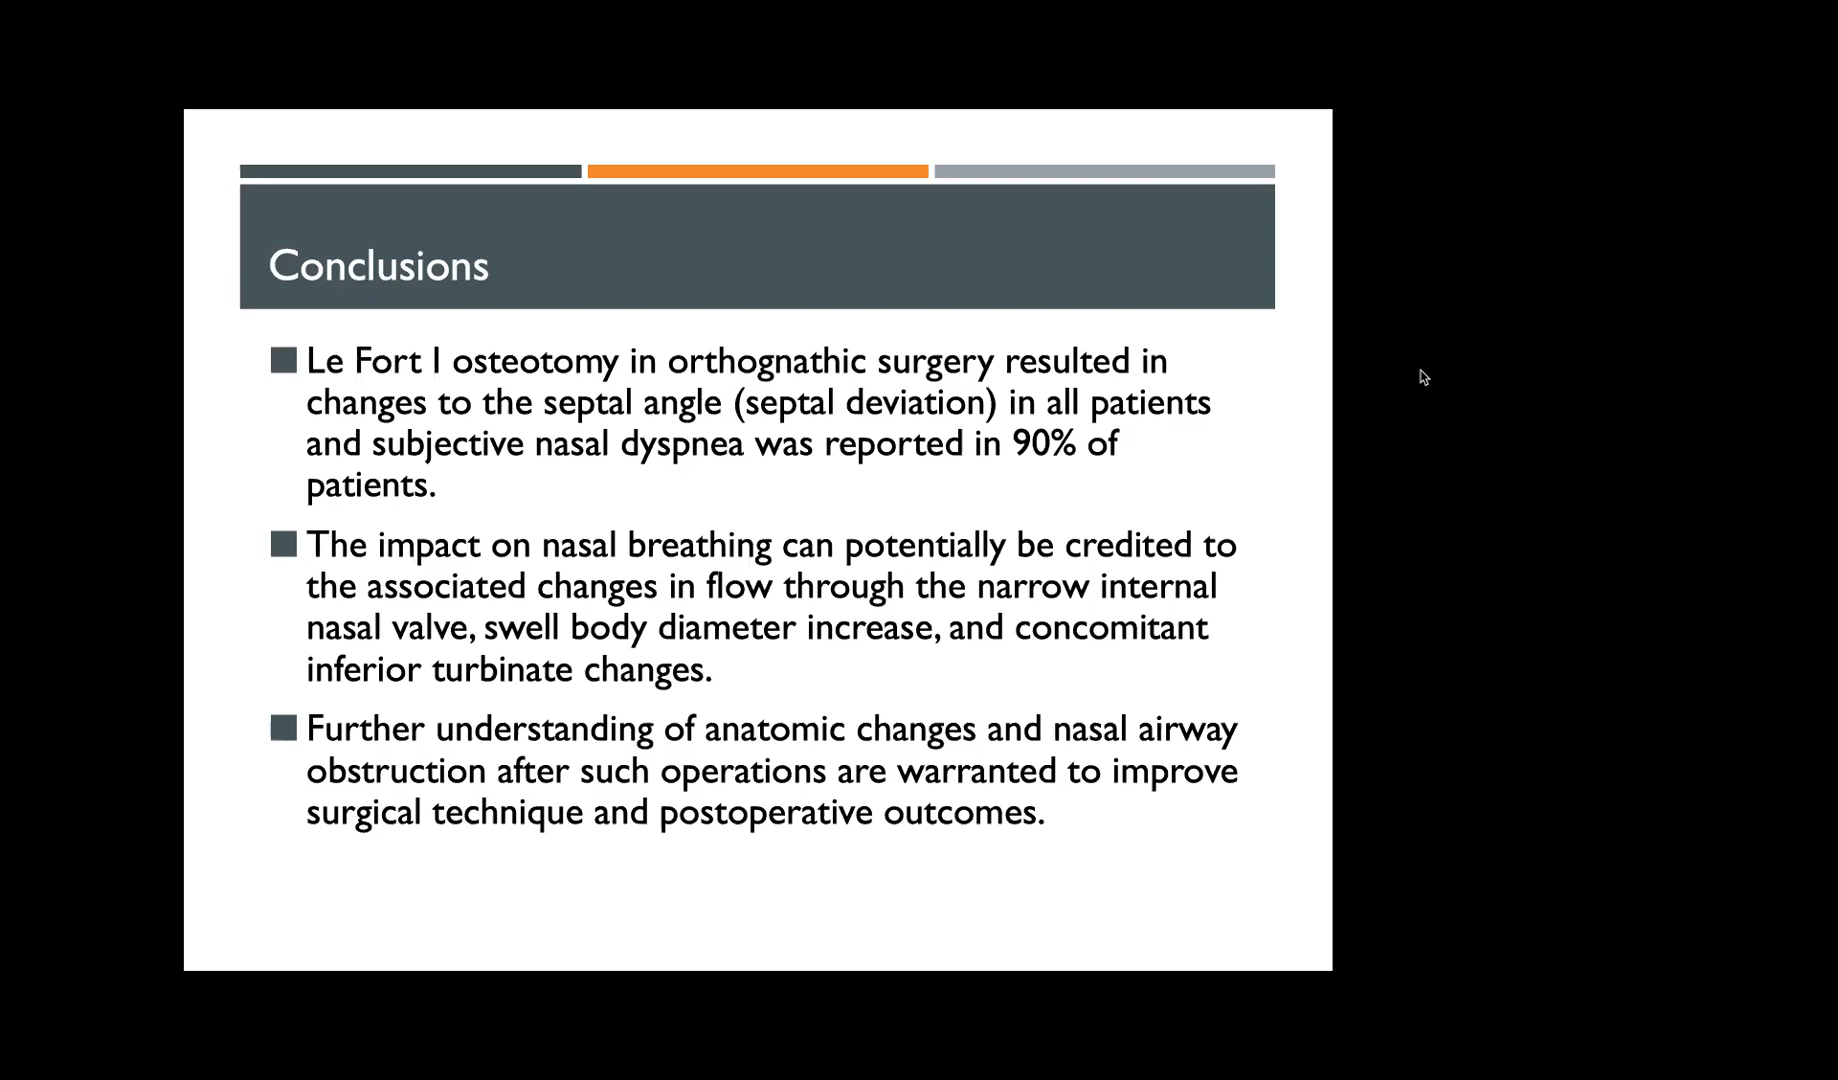 Conclusions
Le Fort I osteotomy in orthognathic surgery resulted in
changes to the septal angle (septal deviation) in all patients
and subjective nasal dyspnea was reported in 90% of
patients.
The impact on nasal breathing can potentially be credited to
the associated changes in flow through the narrow internal
nasal valve, swell body diameter increase, and concomitant
inferior turbinate changes.
Further understanding of anatomic changes and nasal airway
obstruction after such operations are warranted to improve
surgical technique and postoperative outcomes.